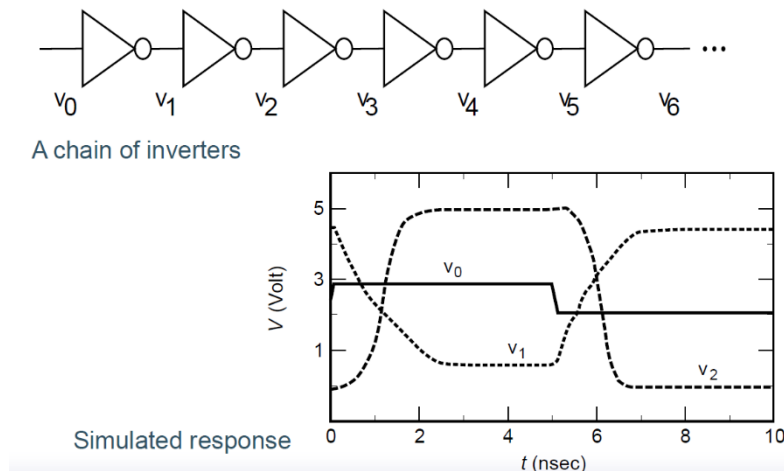 ...
V0 V1 V2 V3 V4 V5 V6
A chain of inverters
5
V0
3
V (Volt)
1
V1
V2
0 2 4 6 8 10
Simulated response
t (nsec)